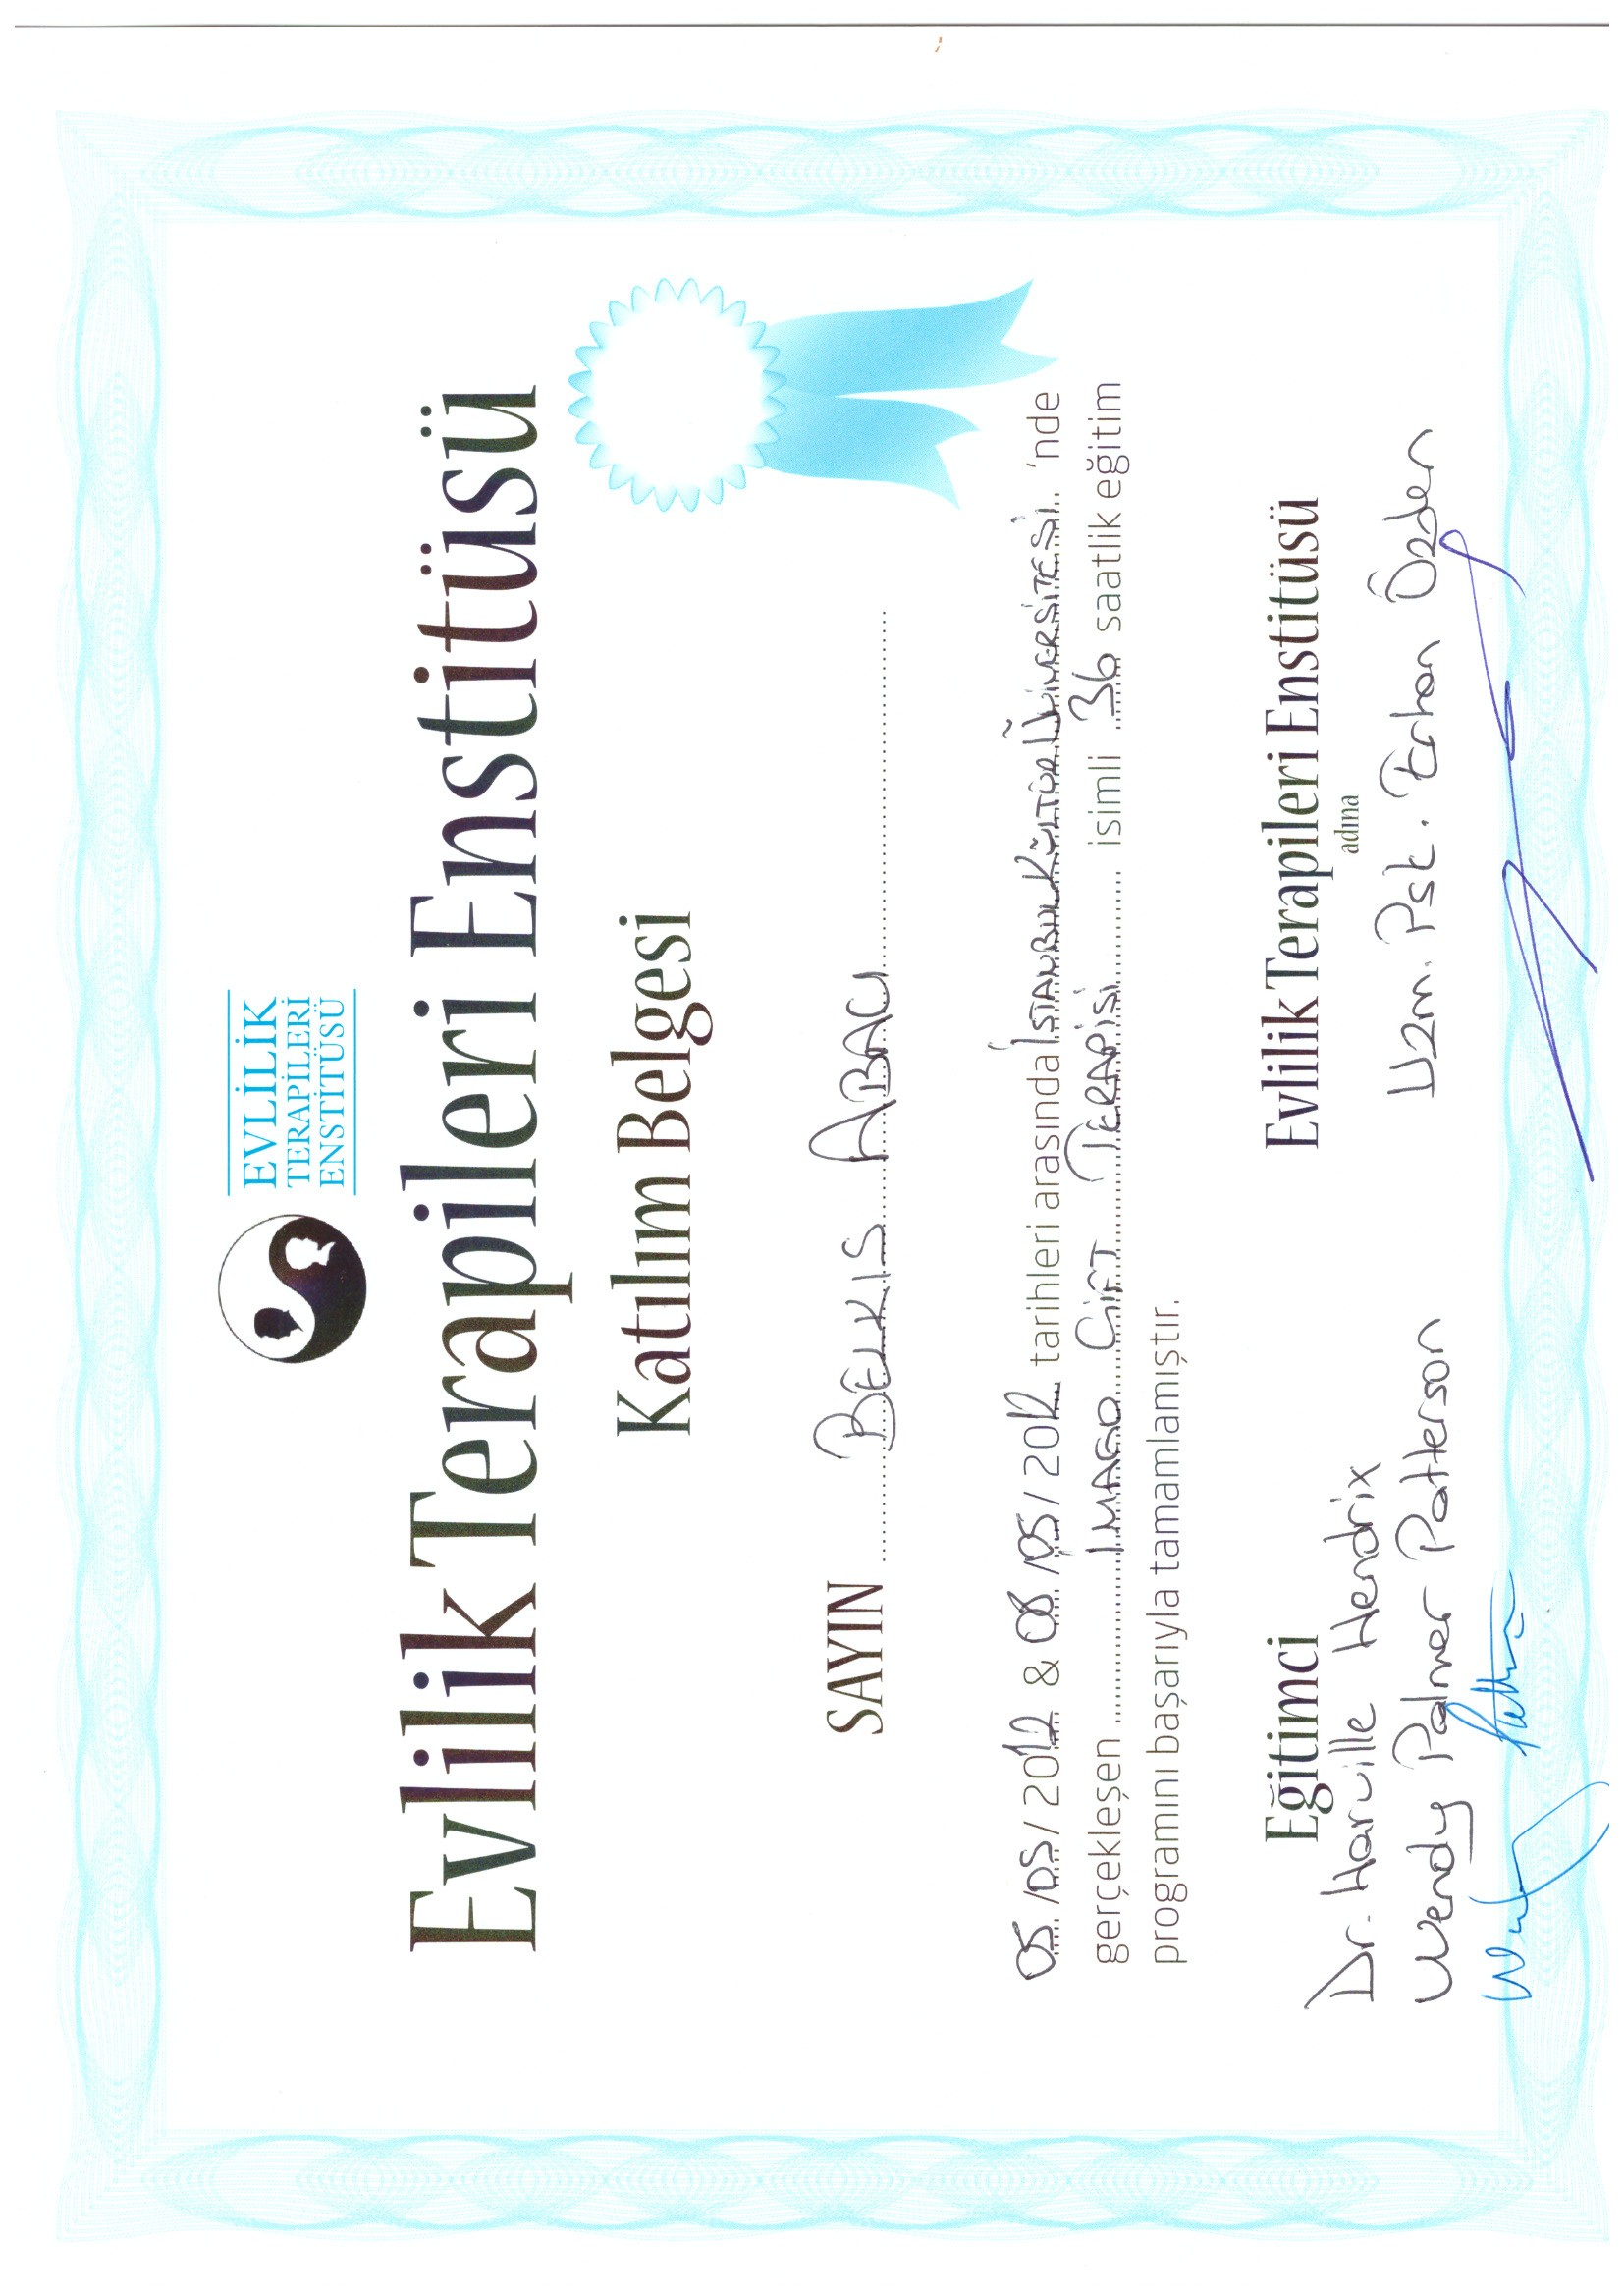 EVLİLİK
TERAPİLERİ
ENSTİTÜSÜ
Evlilik Terapileri Enstitüsü
Katılım Belgesi
SAYIN BELKIS ABACI
05/05/2012 & 08/05/2012 tarihleri arasında İSTANBUL KÜLTÜR ÜNİVERSİTESİ 'nde
gerçekleşen IMAGO ÇİFT TERAPİSİ isimli 36 saatlik eğitim
programını başarıyla tamamlamıştır.
Eğitimci
Dr. Harville Hendrix
Wendy Palmer Patterson
Evlilik Terapileri Enstitüsü
adına
Uzm. Psk. Erhan Özden